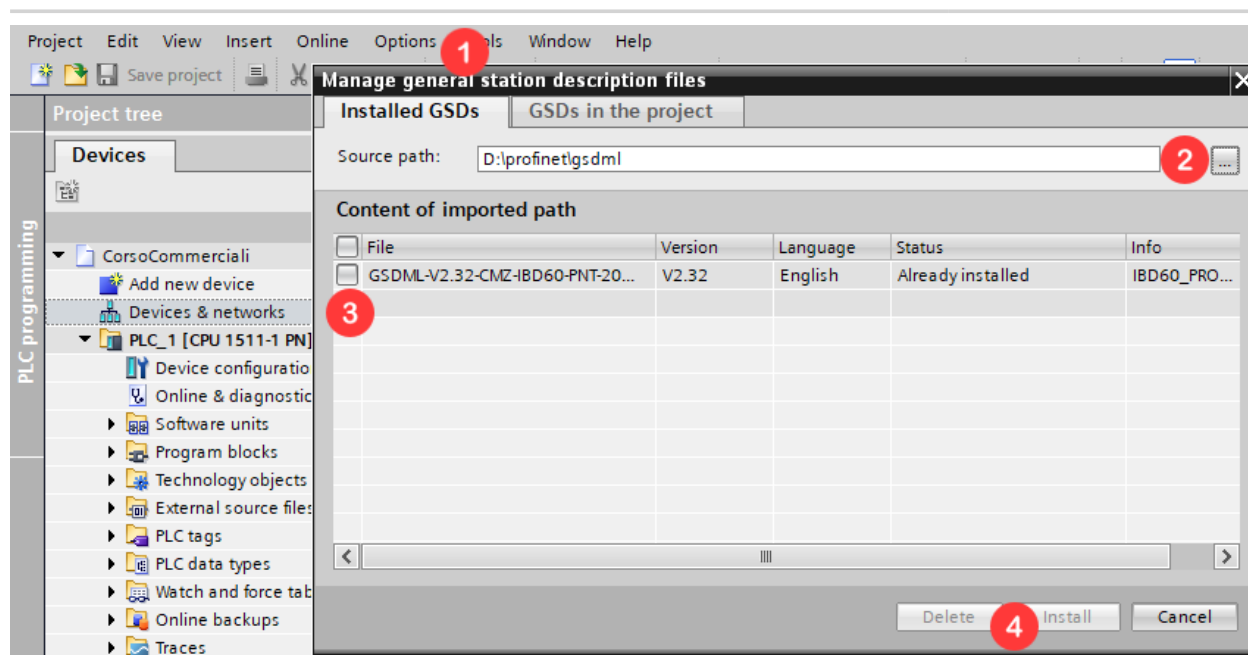 Project Edit View Insert Online Options Window Help
1
Save project
Manage general station description files
Project tree
Installed GSDs GSDs in the project
Devices
Source path: D:\profinet\gsdml 2 ...
Content of imported path
File Version Language Status Info
GSDML-V2.32-CMZ-IBD60-PNT-20... V2.32 English Already installed IBD60_PRO...
3
PLC programming
CorsoCommerciali
Add new device
Devices & networks
PLC_1 [CPU 1511-1 PN]
Device configuratio
Online & diagnostic
Software units
Program blocks
Technology objects
External source files
PLC tags
PLC data types
Watch and force tab
Online backups
Traces
Delete 4 Install Cancel